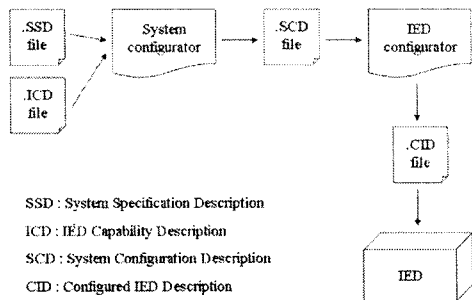 .SSD
file
System
configurator
.SCD
file
IED
configurator
.ICD
file
.CID
file
SSD : System Specification Description
ICD : IED Capability Description
SCD : System Configuration Description
CID : Configured IED Description
IED